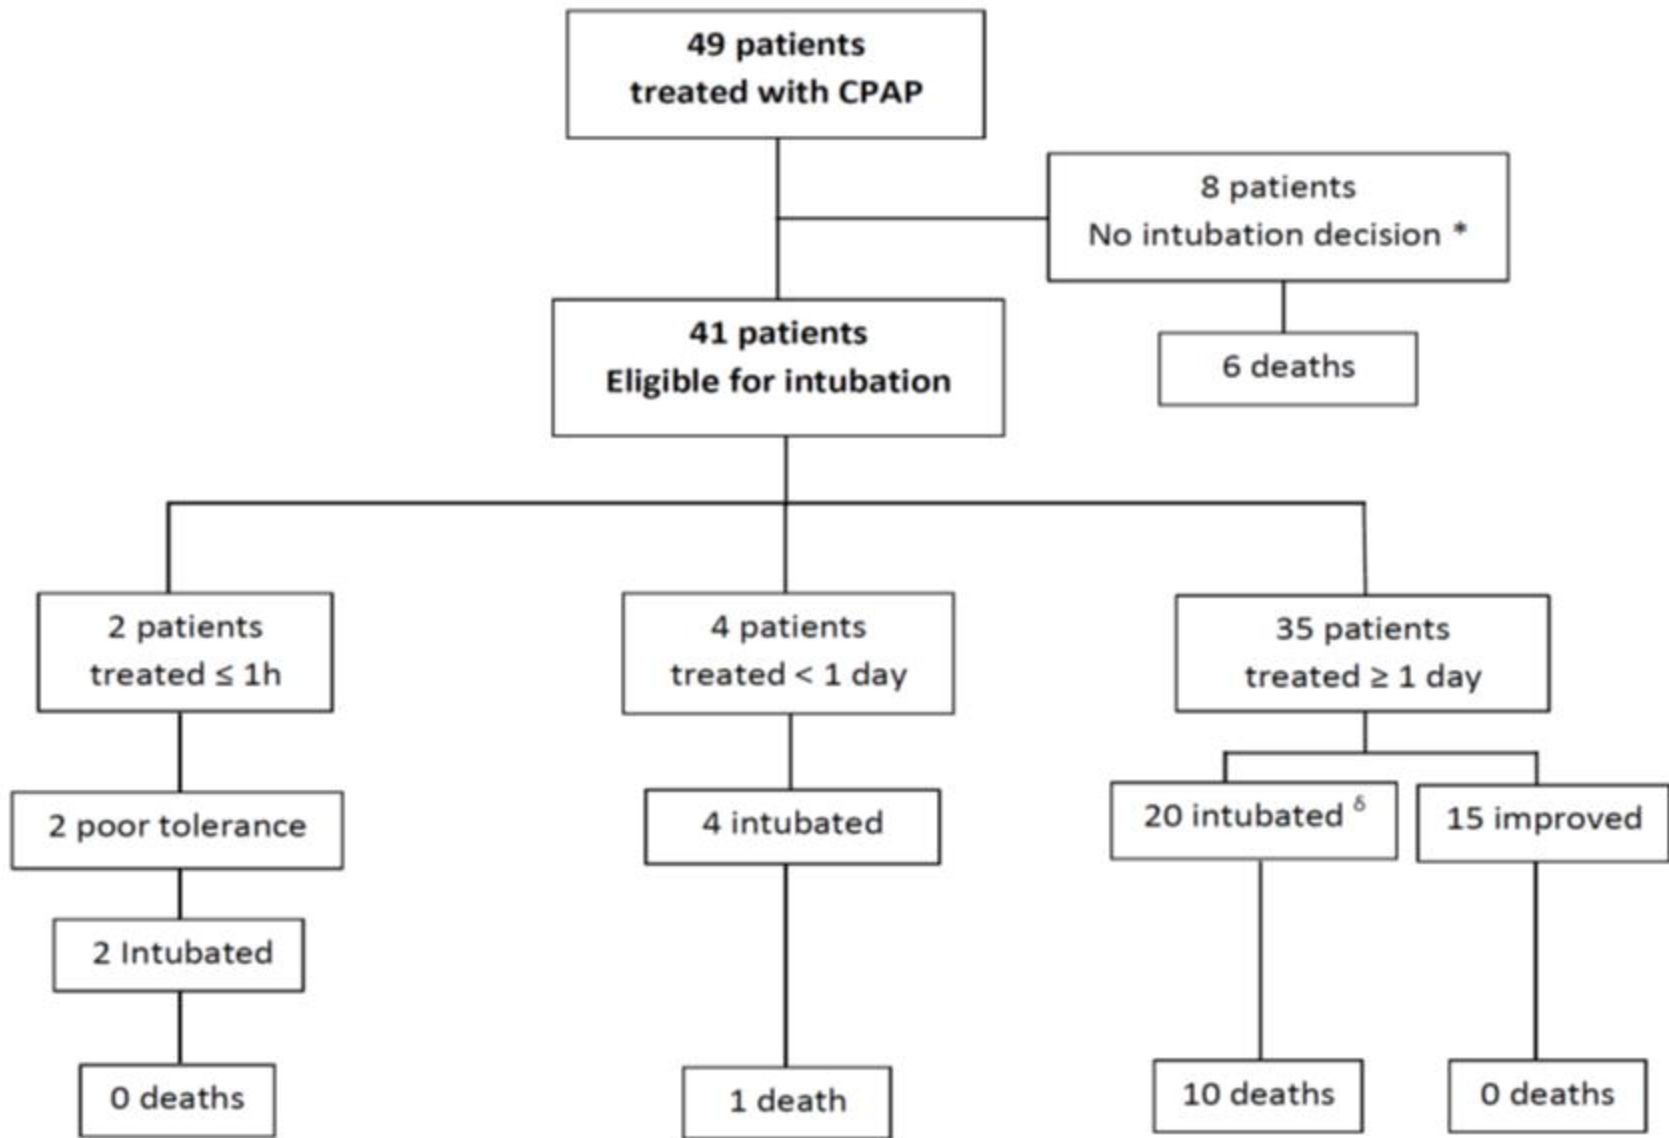 49 patients
treated with CPAP
8 patients
No intubation decision *
41 patients
Eligible for intubation
6 deaths
2 patients
treated ≤ 1h
4 patients
treated < 1 day
35 patients
treated ≥ 1 day
2 poor tolerance
4 intubated
20 intubated δ
15 improved
2 Intubated
0 deaths
1 death
10 deaths
0 deaths